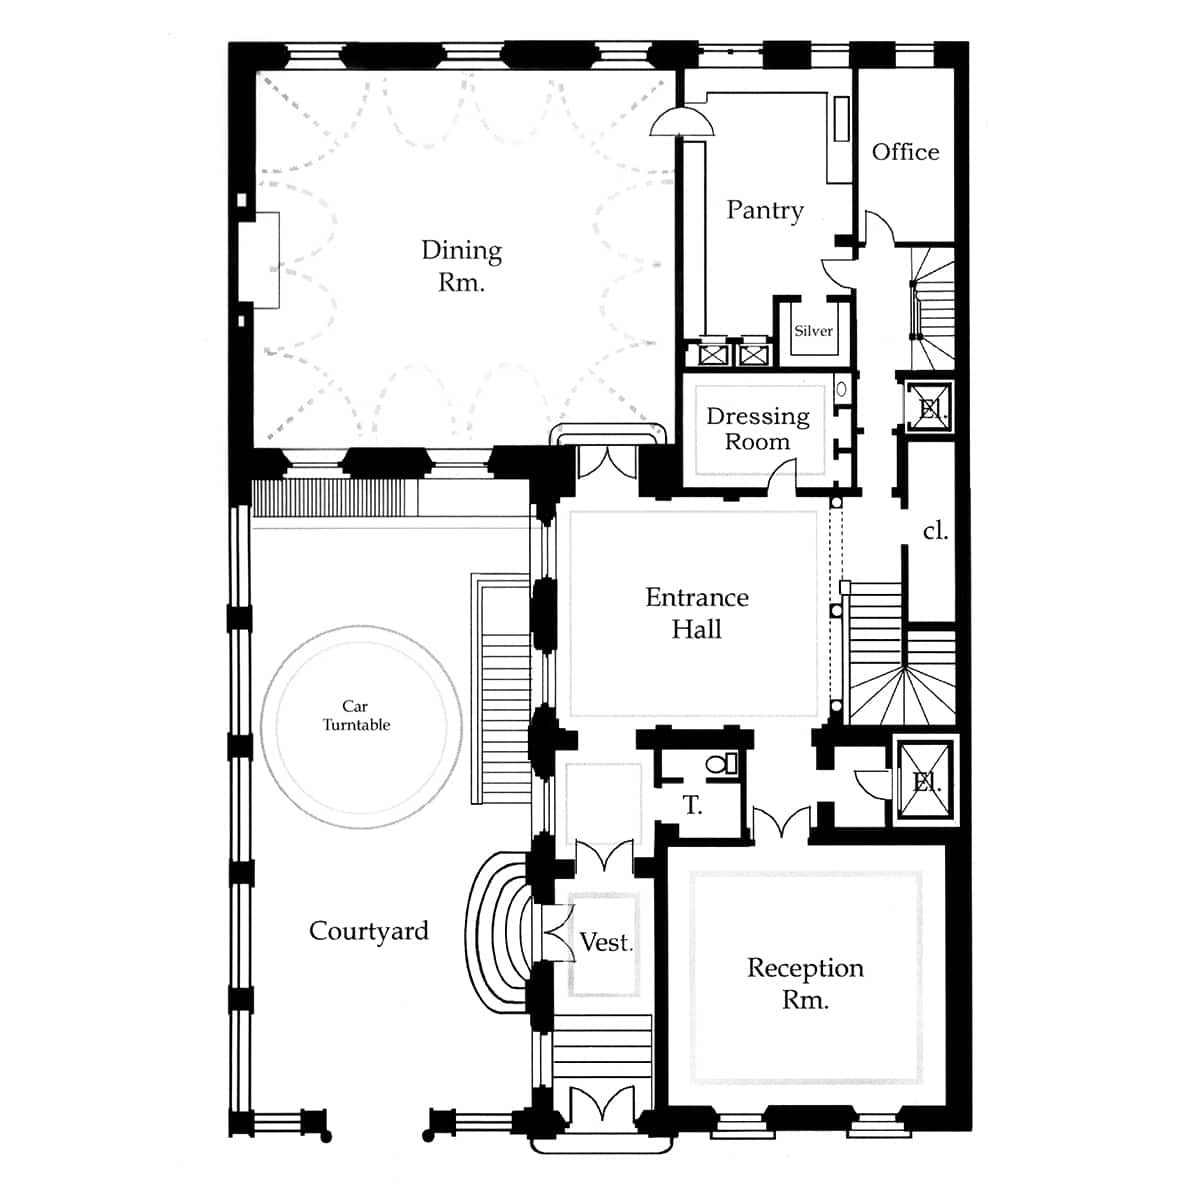 Office
Pantry
Dining
Rm.
Silver
El.
Dressing
Room
cl.
Entrance
Hall
Car
Turntable
El.
T.
Courtyard
Vest.
Reception
Rm.